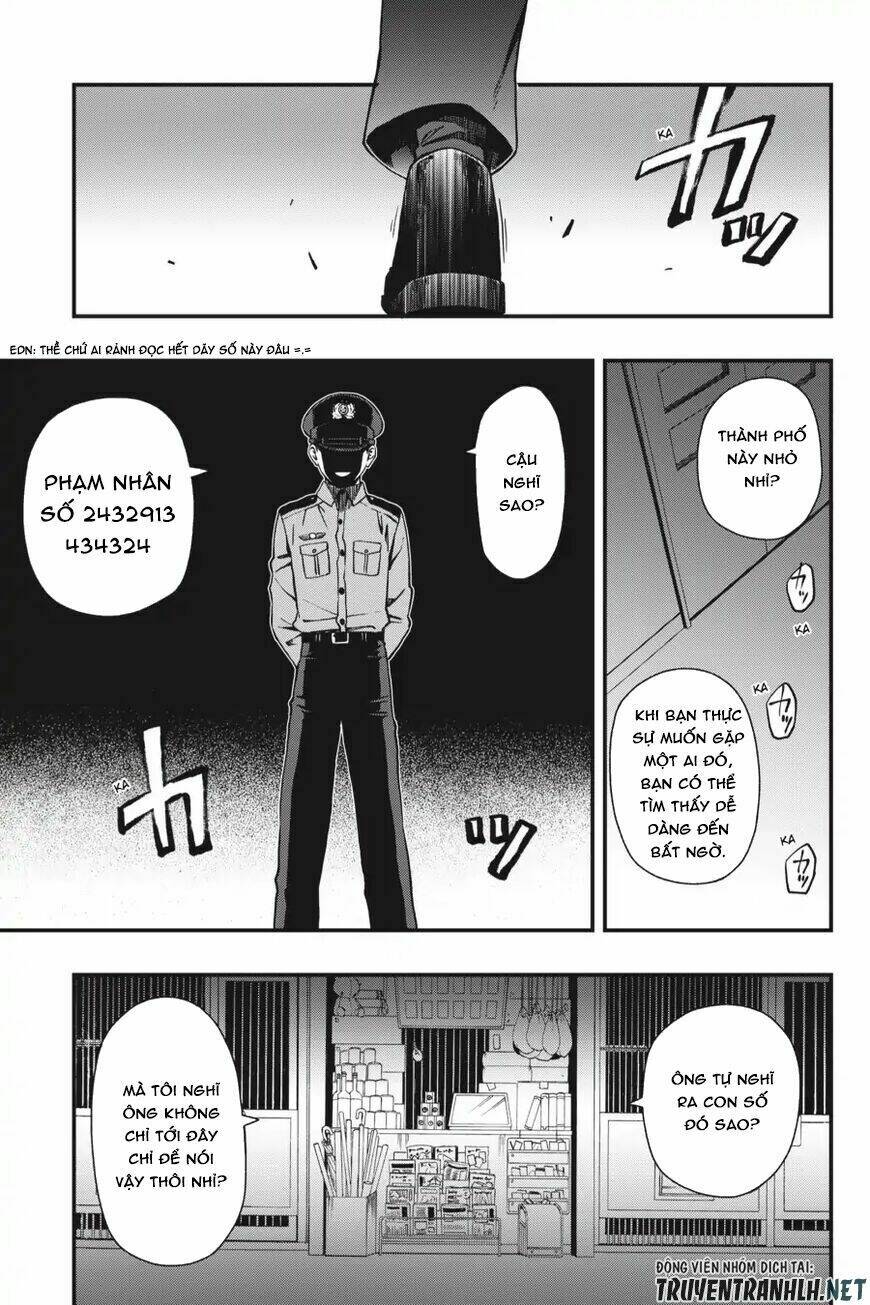 KA
KA
カッ
EDN: THỀ CHỨ AI RẢNH ĐỌC HẾT DÃY SỐ NÀY ĐÂU =.=
THÀNH PHỐ
NÀY NHỎ
NHỈ?
カッ
KA
KA
カッ
KHI BẠN THỰC
SỰ MUỐN GẶP
MỘT AI ĐÓ,
BẠN CÓ THỂ
TÌM THẤY DỄ
DÀNG ĐẾN
BẤT NGỜ.
KA
カッ
CẬU
NGHĨ
SAO?
PHẠM NHÂN
SỐ 2432913
434324
KA
カッ
ÔNG TỰ NGHĨ
RA CON SỐ
ĐÓ SAO?
MÀ TÔI NGHĨ
ÔNG KHÔNG
CHỈ TỚI ĐÂY
CHỈ ĐỂ NÓI
VẬY THÔI NHỈ?
ĐỘNG VIÊN NHÓM DỊCH TẠI:
TRUYENTRANHLH.NET